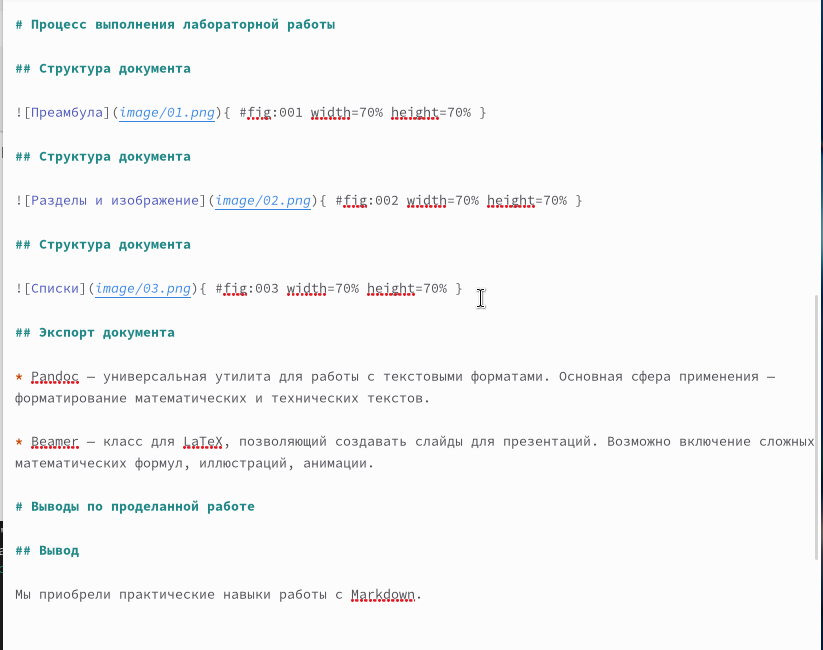 # Процесс выполнения лабораторной работы
## Структура документа
![Преамбула](image/01.png){ #fig:001 width=70% height=70% }
## Структура документа
![Разделы и изображение](image/02.png){ #fig:002 width=70% height=70% }
## Структура документа
![Списки](image/03.png){ #fig:003 width=70% height=70% }
## Экспорт документа
* Pandoc — универсальная утилита для работы с текстовыми форматами. Основная сфера применения —
форматирование математических и технических текстов.
* Beamer — класс для LaTeX, позволяющий создавать слайды для презентаций. Возможно включение сложных
математических формул, иллюстраций, анимации.
# Выводы по проделанной работе
## Вывод
Мы приобрели практические навыки работы с Markdown.